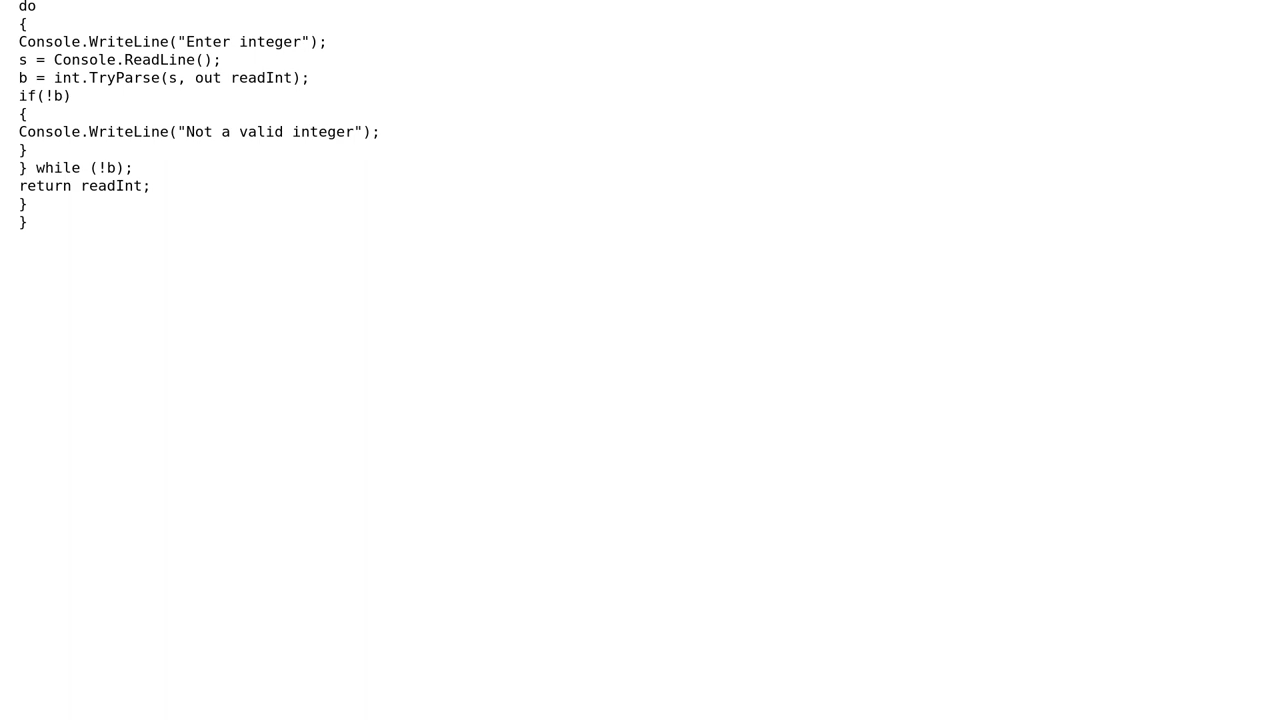 do
{
Console.WriteLine("Enter integer");
s = Console.ReadLine();
b = int.TryParse(s, out readInt);
if(!b)
{
Console.WriteLine("Not a valid integer");
}
} while (!b);
return readInt;
}
}